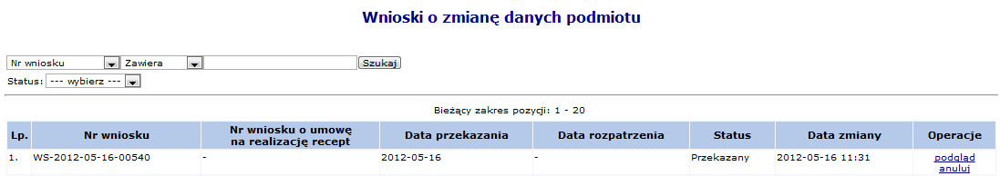 Wnioski o zmianę danych podmiotu
Nr wniosku Zawiera Szukaj
Status: --- wybierz ---
Bieżący zakres pozycji: 1 - 20
Lp. Nr wniosku Nr wniosku o umowę na realizację recept Data przekazania Data rozpatrzenia Status Data zmiany Operacje
1. WS-2012-05-16-00540 - 2012-05-16 - Przekazany 2012-05-16 11:31 podgląd
anuluj